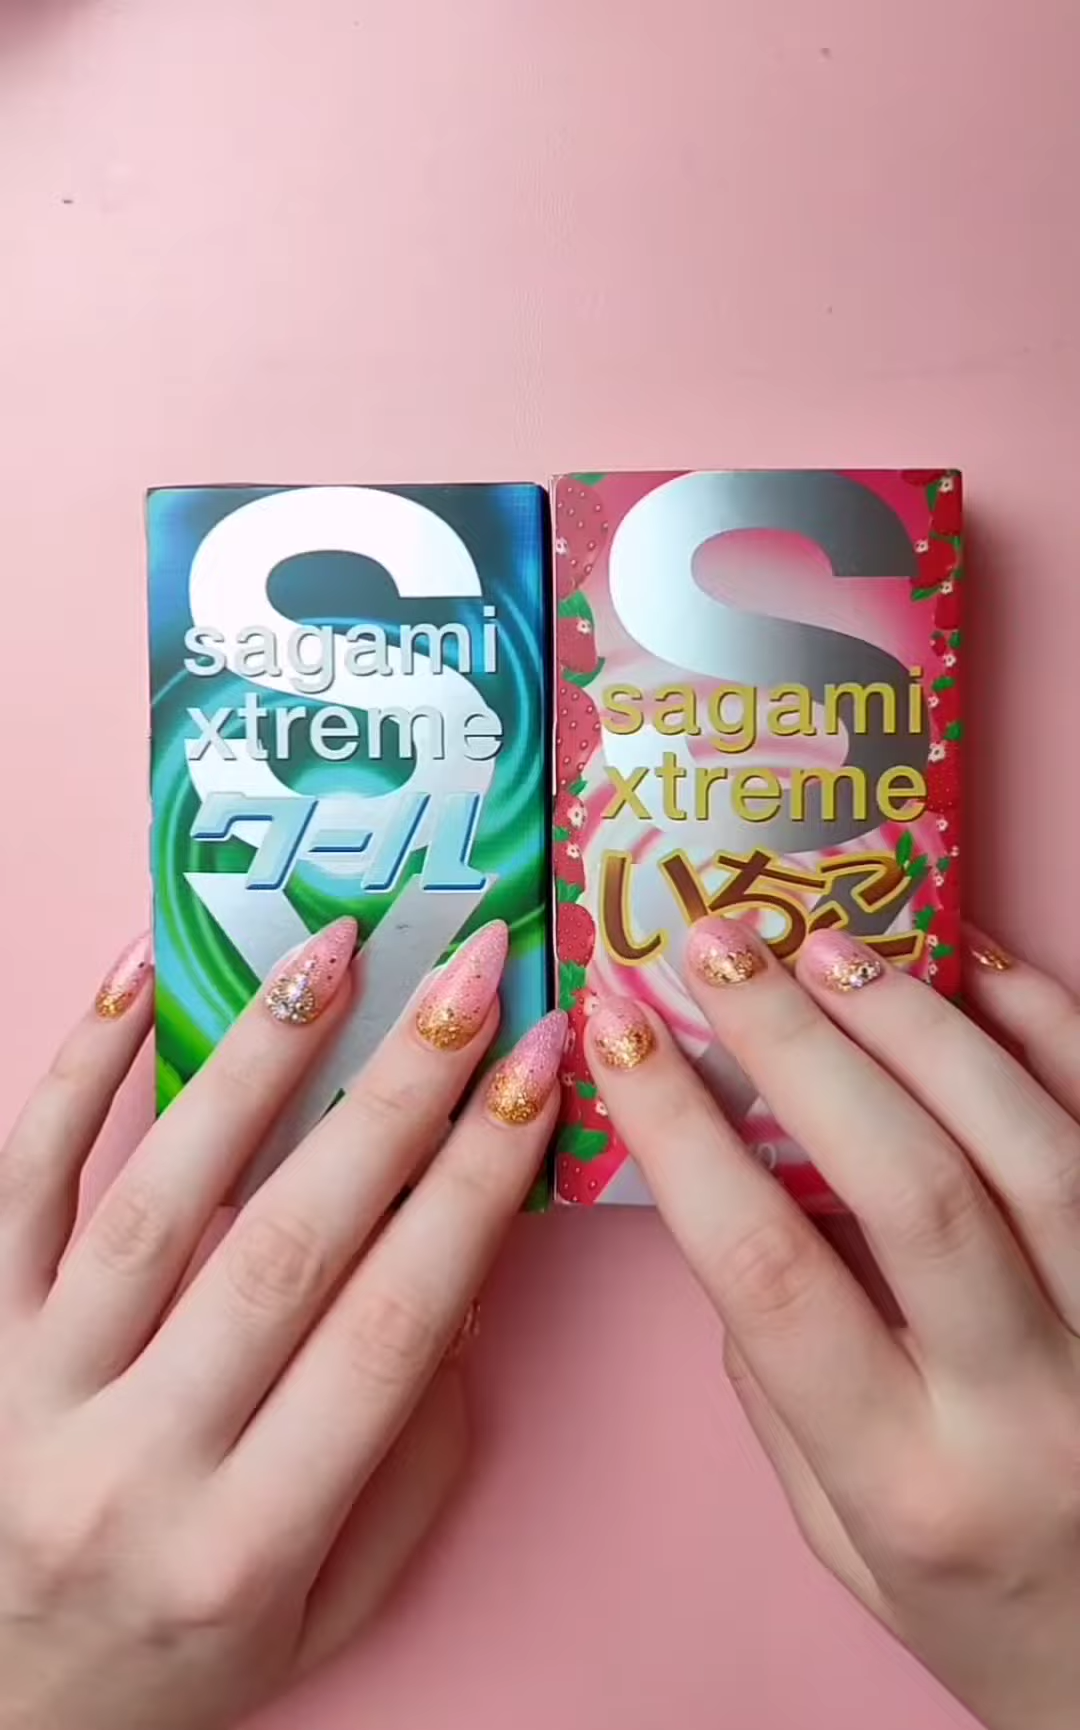 S
sagami
xtreme
クール
S
sagami
xtreme
いちご